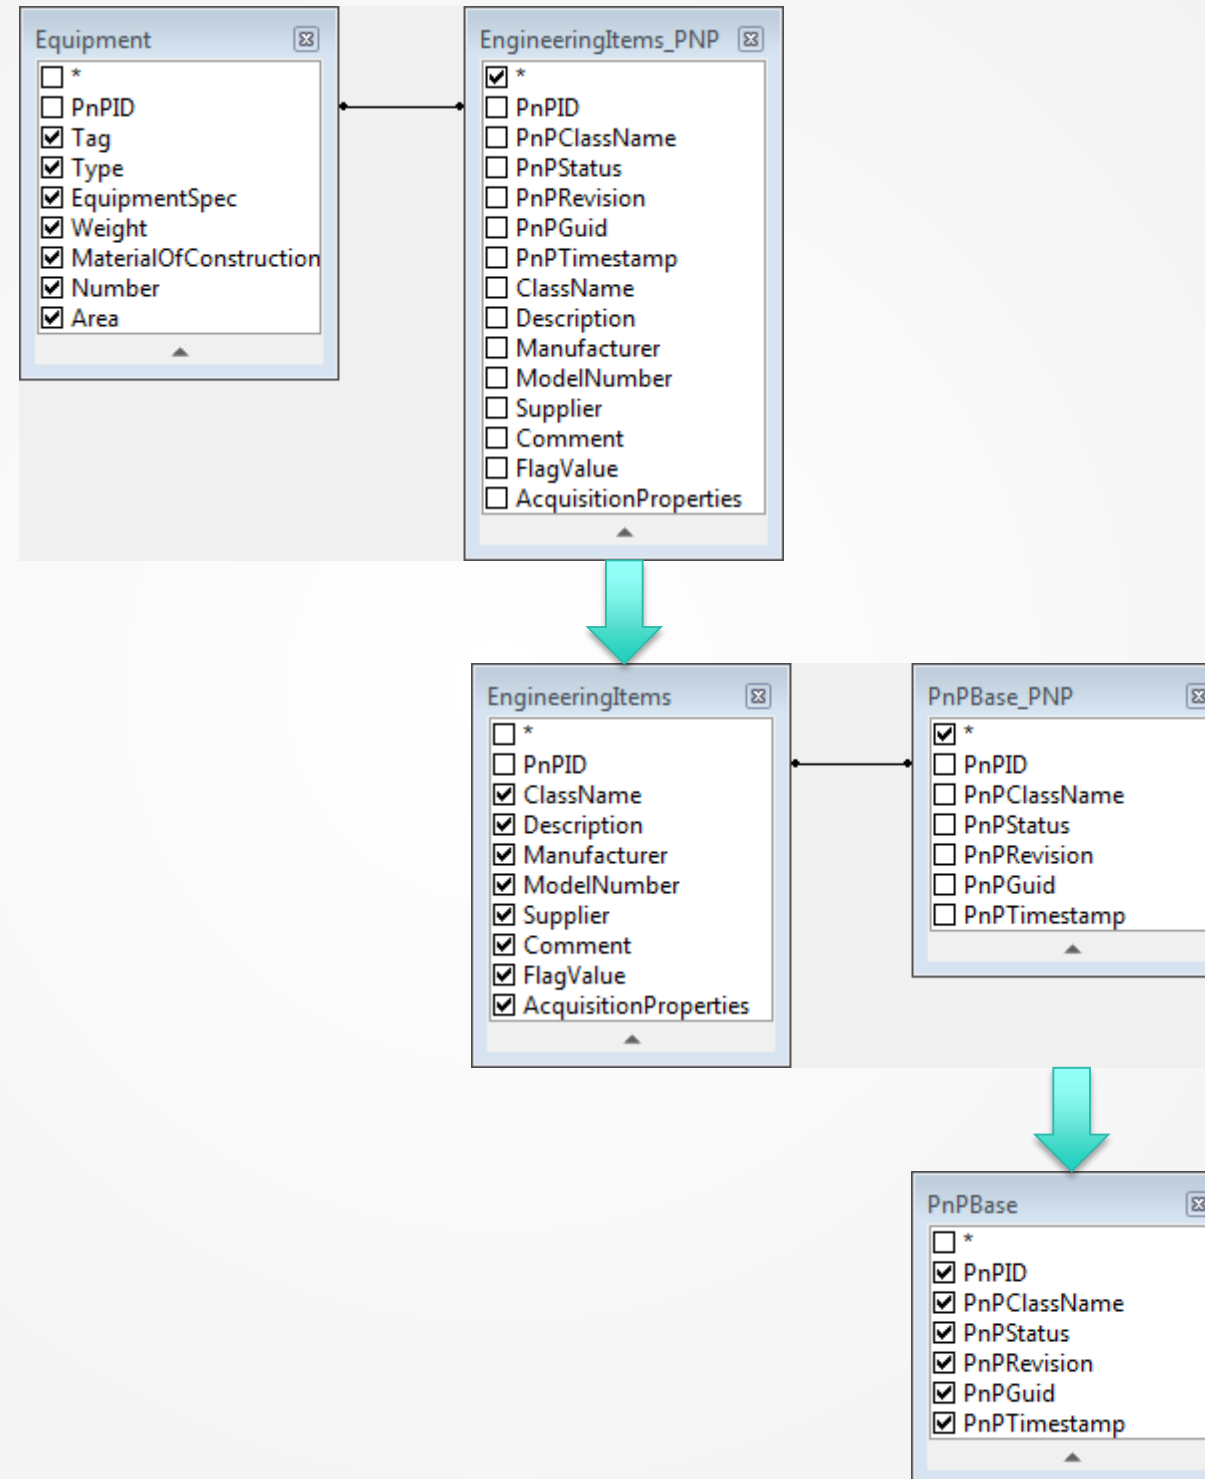 Equipment
*
PnPID
Tag
Type
EquipmentSpec
Weight
MaterialOfConstruction
Number
Area
EngineeringItems_PNP
*
PnPID
PnPClassName
PnPStatus
PnPRevision
PnPGuid
PnPTimestamp
ClassName
Description
Manufacturer
ModelNumber
Supplier
Comment
FlagValue
AcquisitionProperties
EngineeringItems
*
PnPID
ClassName
Description
Manufacturer
ModelNumber
Supplier
Comment
FlagValue
AcquisitionProperties
PnPBase_PNP
*
PnPID
PnPClassName
PnPStatus
PnPRevision
PnPGuid
PnPTimestamp
PnPBase
*
PnPID
PnPClassName
PnPStatus
PnPRevision
PnPGuid
PnPTimestamp